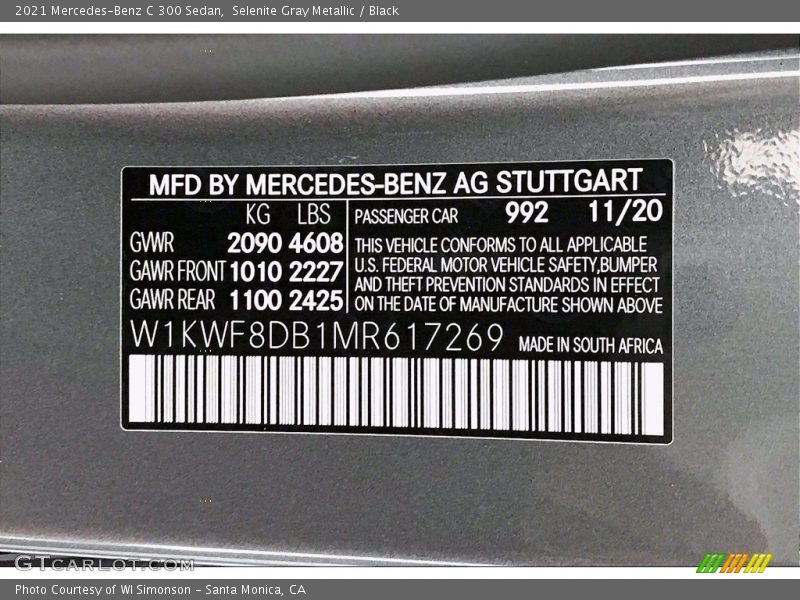 2021 Mercedes-Benz C 300 Sedan, Selenite Gray Metallic / Black
MFD BY MERCEDES-BENZ AG STUTTGART
KG LBS
GVWR 2090 4608
GAWR FRONT 1010 2227
GAWR REAR 1100 2425
PASSENGER CAR 992 11/20
THIS VEHICLE CONFORMS TO ALL APPLICABLE
U.S. FEDERAL MOTOR VEHICLE SAFETY,BUMPER
AND THEFT PREVENTION STANDARDS IN EFFECT
ON THE DATE OF MANUFACTURE SHOWN ABOVE
W1KWF8DB1MR617269 MADE IN SOUTH AFRICA
GTCARLOT.COM
Photo Courtesy of WI Simonson - Santa Monica, CA